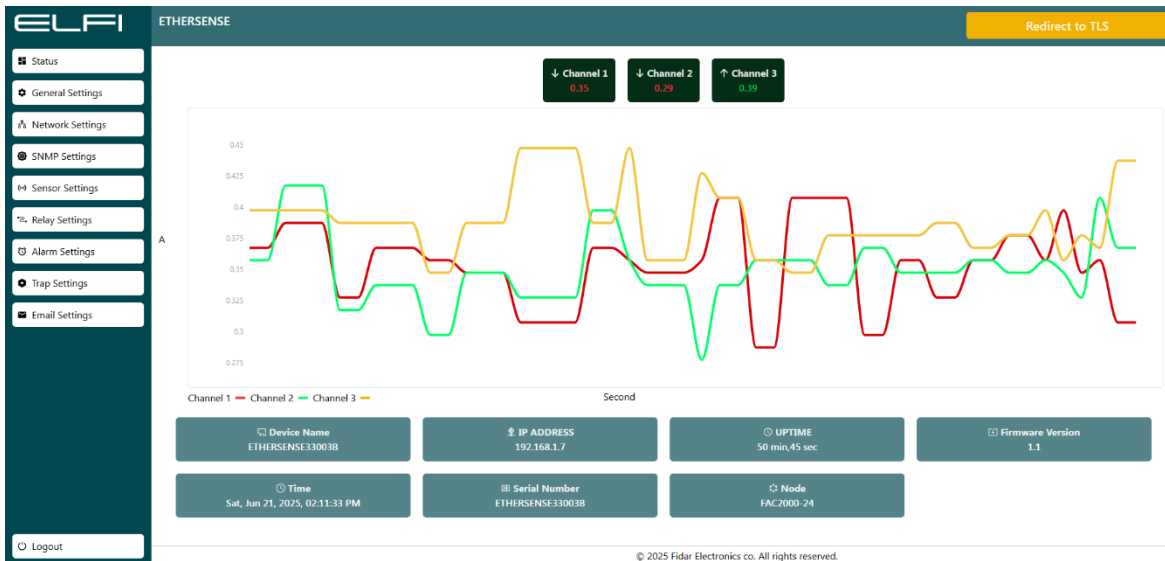 ELFI
ETHERSENSE
Redirect to TLS
Status
General Settings
Network Settings
SNMP Settings
Sensor Settings
Relay Settings
Alarm Settings
Trap Settings
Email Settings
Logout
↓ Channel 1
0.35
↓ Channel 2
0.29
↑ Channel 3
0.39
0.45
0.425
0.4
0.375
0.35
0.325
0.3
0.275
A
Channel 1 Channel 2 Channel 3
Second
Device Name
ETHERSENSE33003B
IP ADDRESS
192.168.1.7
UPTIME
50 min,45 sec
Firmware Version
1.1
Time
Sat, Jun 21, 2025, 02:11:33 PM
Serial Number
ETHERSENSE33003B
Node
FAC2000-24
© 2025 Fidar Electronics co. All rights reserved.